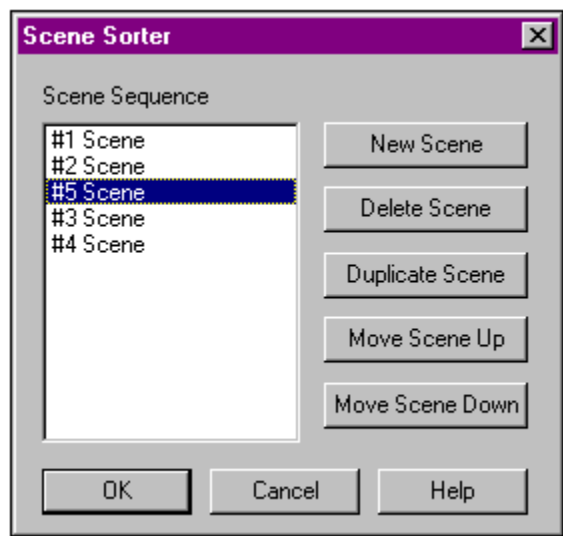 Scene Sorter
Scene Sequence
#1 Scene
#2 Scene
#5 Scene
#3 Scene
#4 Scene
New Scene
Delete Scene
Duplicate Scene
Move Scene Up
Move Scene Down
OK
Cancel
Help